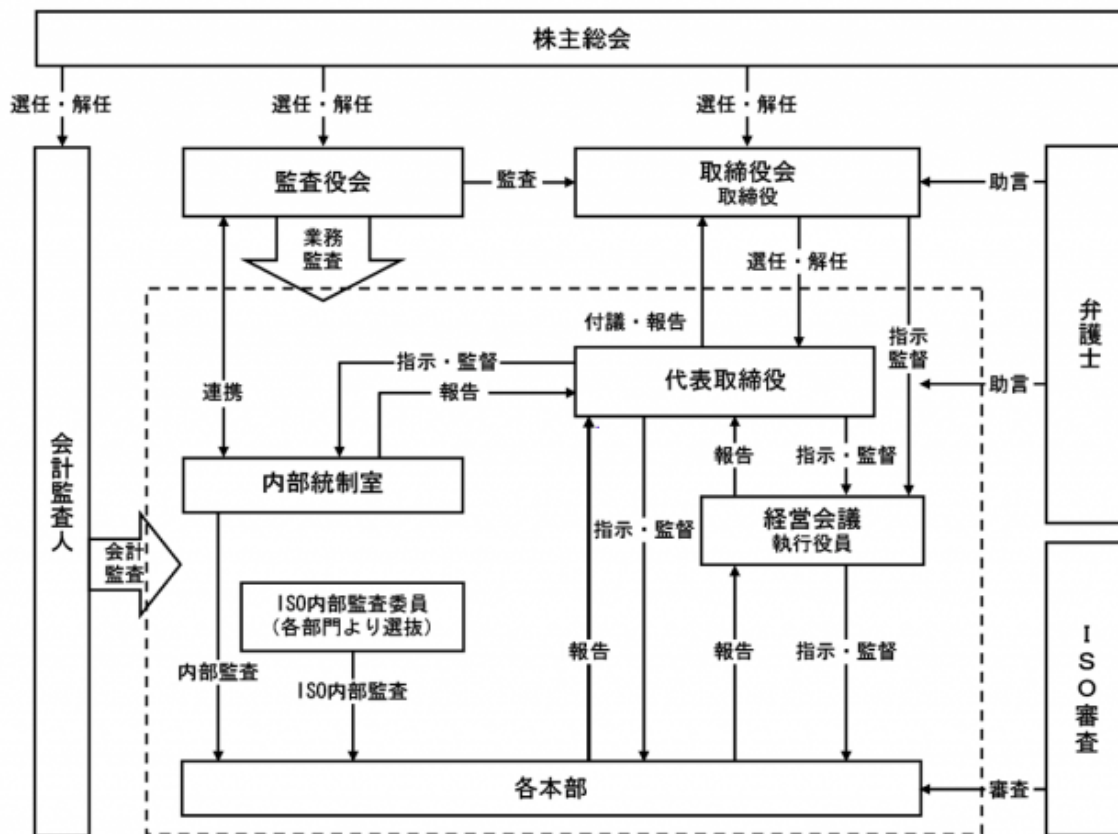 株主総会
選任・解任
選任・解任
選任・解任
監査役会
監査
取締役会
取締役
助言
業務
監査
選任・解任
弁護士
付議・報告
指示
監督
指示・監督
代表取締役
助言
連携
報告
会計監査人
報告
指示・監督
内部統制室
経営会議
執行役員
指示・監督
会計
監査
ISO内部監査委員
(各部門より選抜)
ISO審査
報告
報告
指示・監督
内部監査
ISO内部監査
各本部
審査